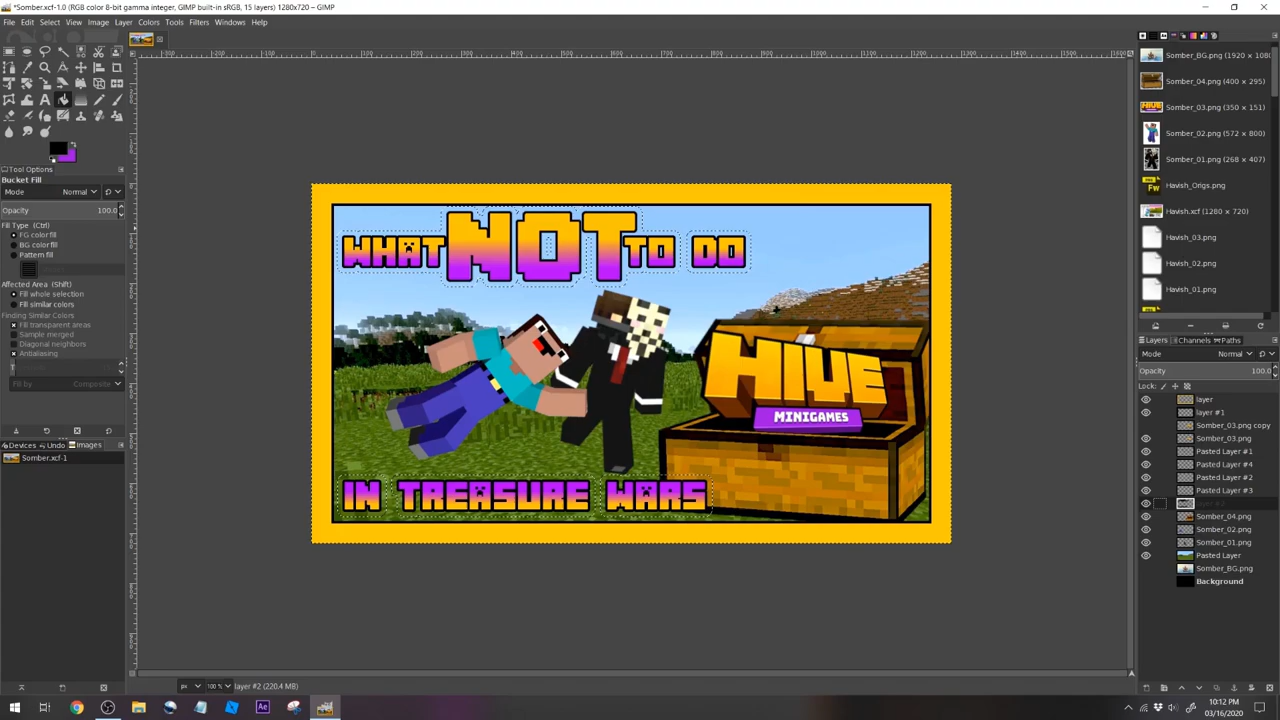 *Somber.xcf-1.0 (RGB color 8-bit gamma integer, GIMP built-in sRGB, 15 layers) 1280x720 – GIMP
File Edit Select View Image Layer Colors Tools Filters Windows Help
Tool Options
Bucket Fill
Mode Normal
Opacity 100.0
Fill Type (Ctrl)
FG color fill
BG color fill
Pattern fill
Affected Area (Shift)
Fill whole selection
Fill similar colors
Finding Similar Colors
Fill transparent areas
Sample merged
Diagonal neighbors
Antialiasing
Fill by Composite
Devices Undo Images
Somber.xcf-1
WHAT NOT TO DO
HIVE
MINIGAMES
IN TREASURE WARS
px 100 % layer #2 (220.4 MB)
Somber_BG.png (1920 × 1080
Somber_04.png (400 × 295)
Somber_03.png (350 × 151)
Somber_02.png (572 × 800)
Somber_01.png (268 × 407)
Havish_Origs.png
Havish.xcf (1280 × 720)
Havish_03.png
Havish_02.png
Havish_01.png
Layers Channels Paths
Mode Normal
Opacity 100.0
Lock:
layer
layer #1
Somber_03.png copy
Somber_03.png
Pasted Layer #1
Pasted Layer #4
Pasted Layer #2
Pasted Layer #3
Somber_04.png
Somber_02.png
Somber_01.png
Pasted Layer
Somber_BG.png
Background
10:12 PM
03/16/2020